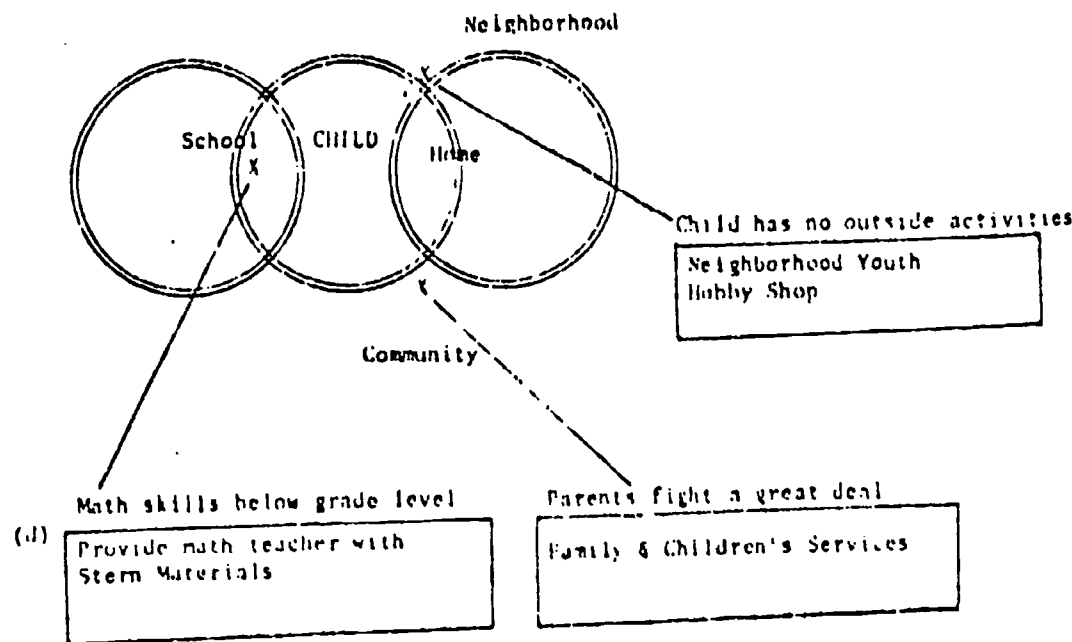 Neighborhood
School
CHILD
Home
Child has no outside activities
Neighborhood Youth
Hobby Shop
Community
Math skills below grade level
Parents fight a great deal
(d)
Provide math teacher with
Stern Materials
Family & Children's Services